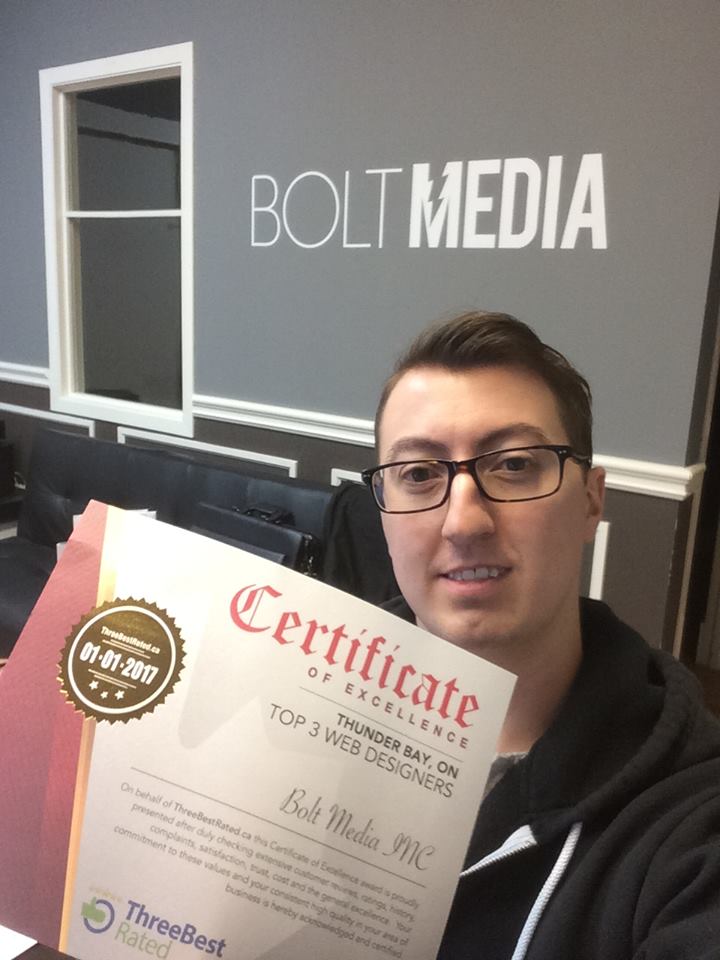 BOLT MEDIA
Certificate
OF EXCELLENCE
THUNDER BAY, ON
TOP 3 WEB DESIGNERS
Bolt Media INC
On behalf of ThreeBestRated.ca this Certificate of Excellence award is proudly
presented after duly checking extensive customer reviews, ratings, history,
complaints, satisfaction, trust, cost and the general excellence. Your
commitment to these values and your consistent high quality in your area of
business is hereby acknowledged and certified.
ThreeBestRated.ca
01·01·2017
ThreeBest
Rated